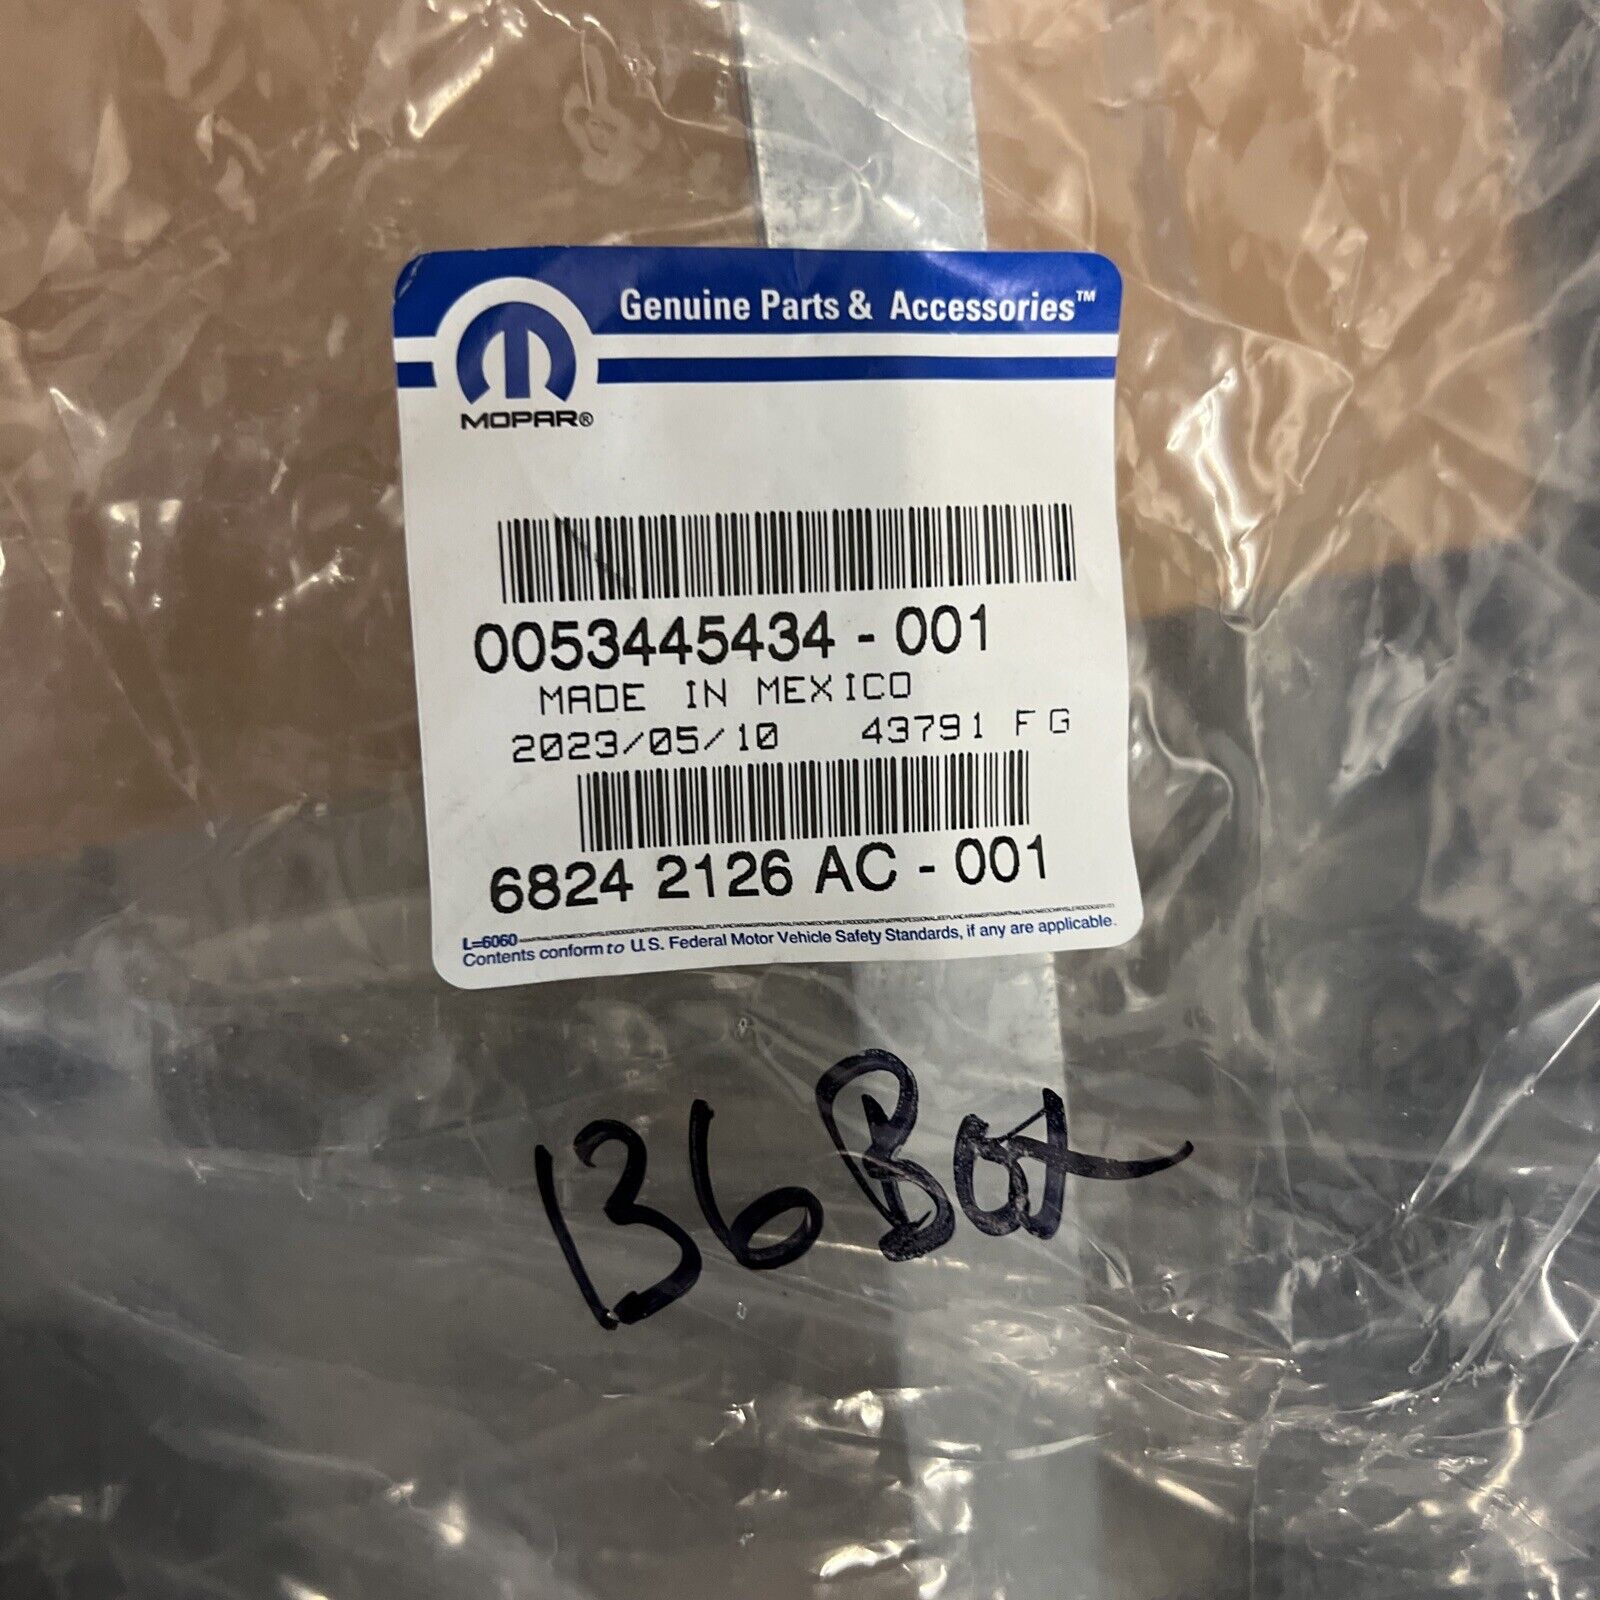 Genuine Parts & Accessories™
MOPAR®
0053445434 - 001
MADE IN MEXICO
2023/05/10 43791 FG
6824 2126 AC - 001
L=6060
Contents conform to U.S. Federal Motor Vehicle Safety Standards, if any are applicable.
136 Box